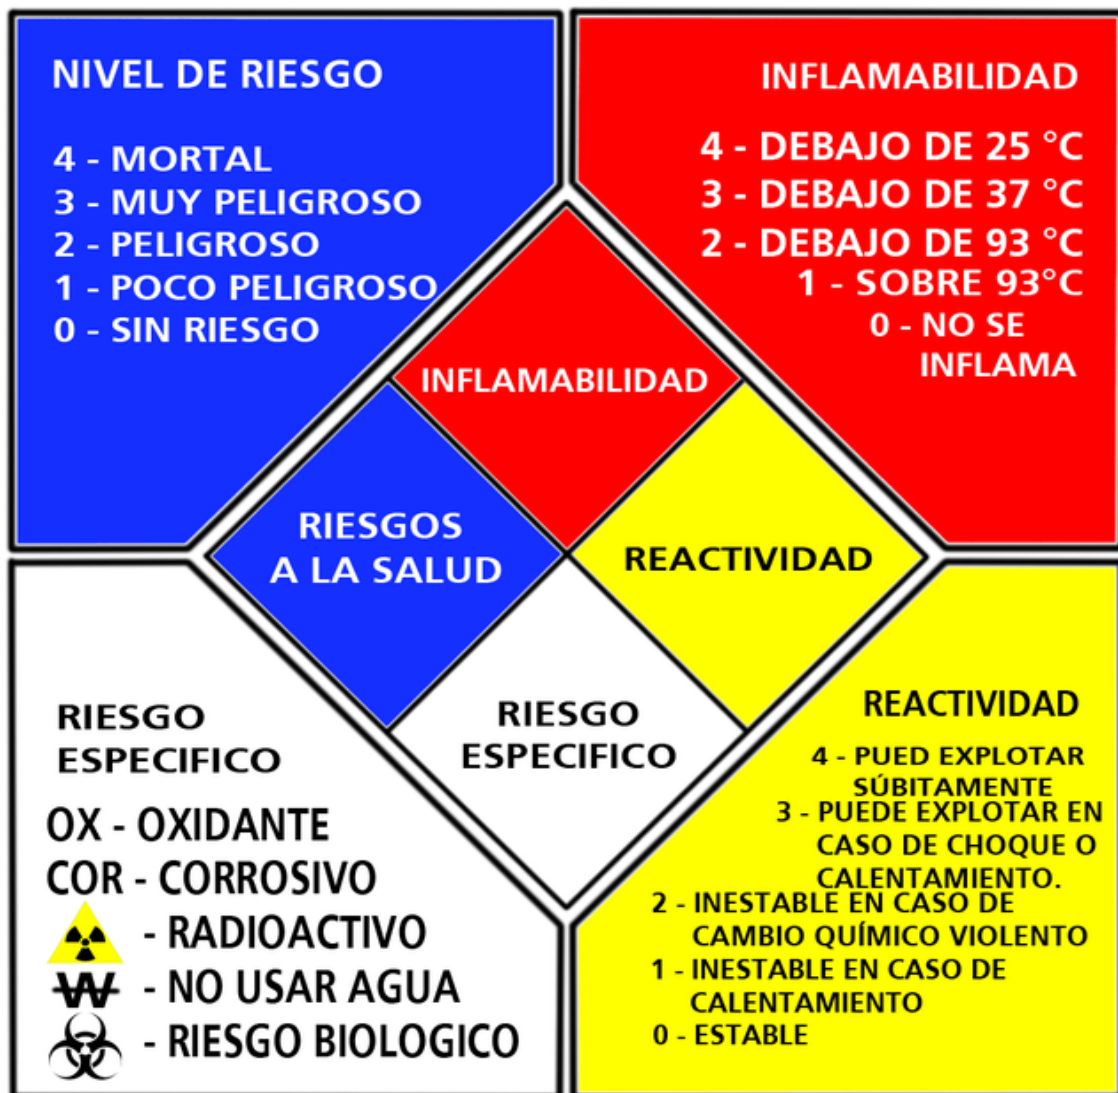 NIVEL DE RIESGO
4 - MORTAL
3 - MUY PELIGROSO
2 - PELIGROSO
1 - POCO PELIGROSO
0 - SIN RIESGO
INFLAMABILIDAD
4 - DEBAJO DE 25 °C
3 - DEBAJO DE 37 °C
2 - DEBAJO DE 93 °C
1 - SOBRE 93°C
0 - NO SE
INFLAMA
INFLAMABILIDAD
RIESGOS
A LA SALUD
REACTIVIDAD
RIESGO
ESPECIFICO
RIESGO
ESPECIFICO
OX - OXIDANTE
COR - CORROSIVO
- RADIOACTIVO
W - NO USAR AGUA
- RIESGO BIOLOGICO
REACTIVIDAD
4 - PUED EXPLOTAR
SÚBITAMENTE
3 - PUEDE EXPLOTAR EN
CASO DE CHOQUE O
CALENTAMIENTO.
2 - INESTABLE EN CASO DE
CAMBIO QUÍMICO VIOLENTO
1 - INESTABLE EN CASO DE
CALENTAMIENTO
0 - ESTABLE